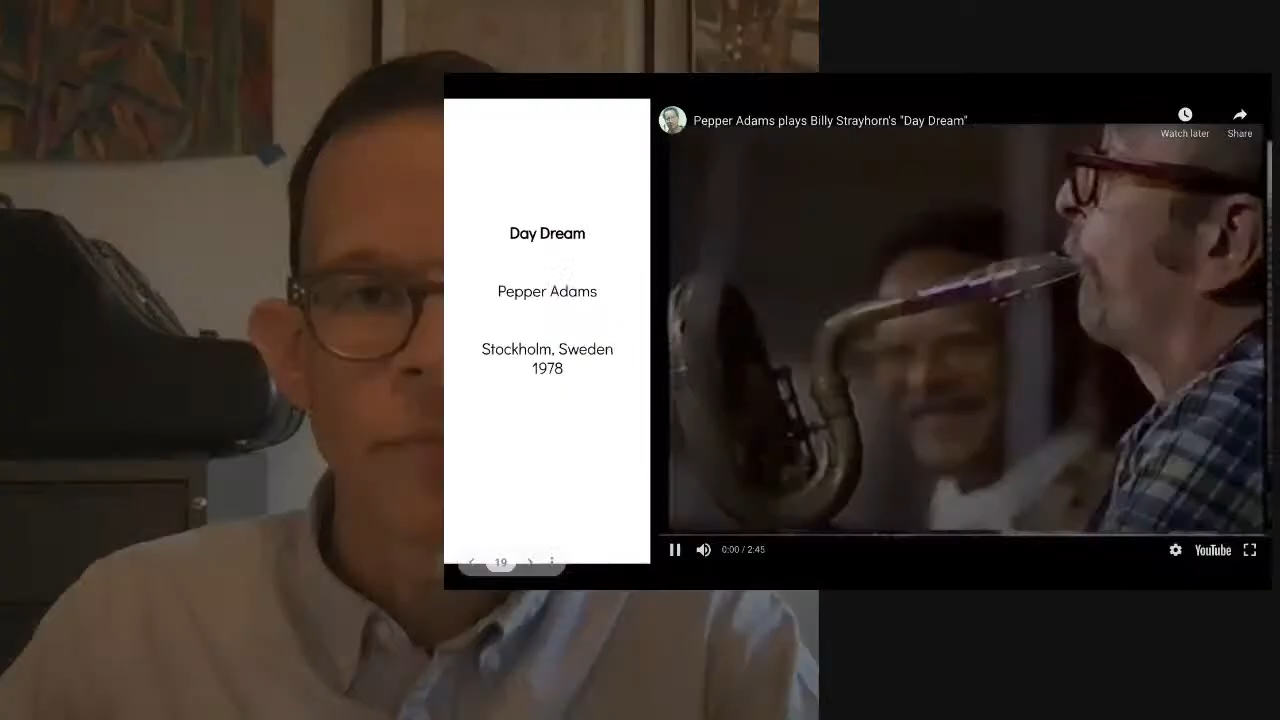 Day Dream
Pepper Adams
Stockholm, Sweden
1978
19
Pepper Adams plays Billy Strayhorn's "Day Dream"
Watch later
Share
0:00 / 2:45
YouTube